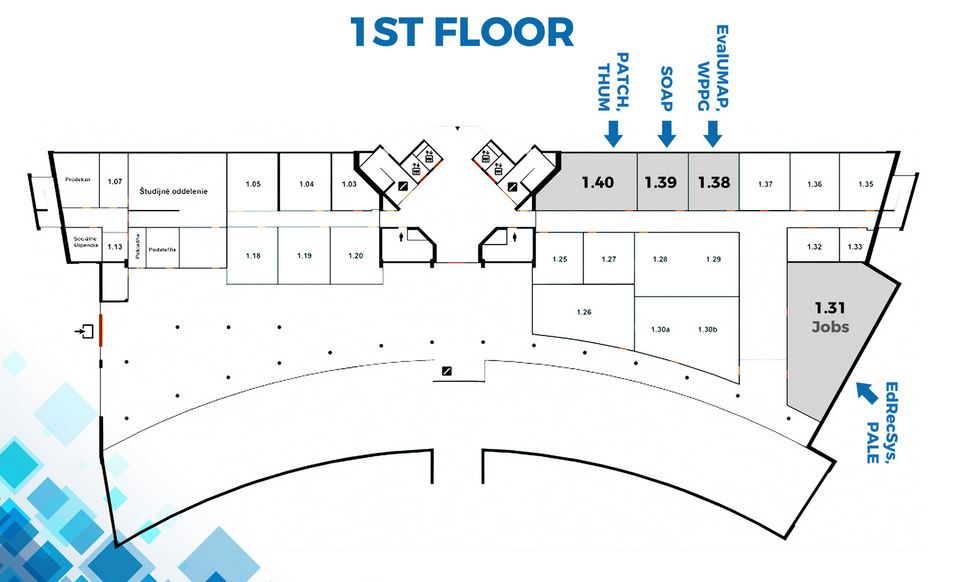 1ST FLOOR
PATCH,
THUM
SOAP
EvalUMAP,
WPPG
Prodekan
1.07
Študijné oddelenie
1.05
1.04
1.03
1.40
1.39
1.38
1.37
1.36
1.35
Sociálne
štipendia
1.13
Pokladňa
Podateľňa
1.18
1.19
1.20
1.25
1.27
1.28
1.29
1.32
1.33
1.26
1.30a
1.30b
1.31
Jobs
EdRecSys,
PALE